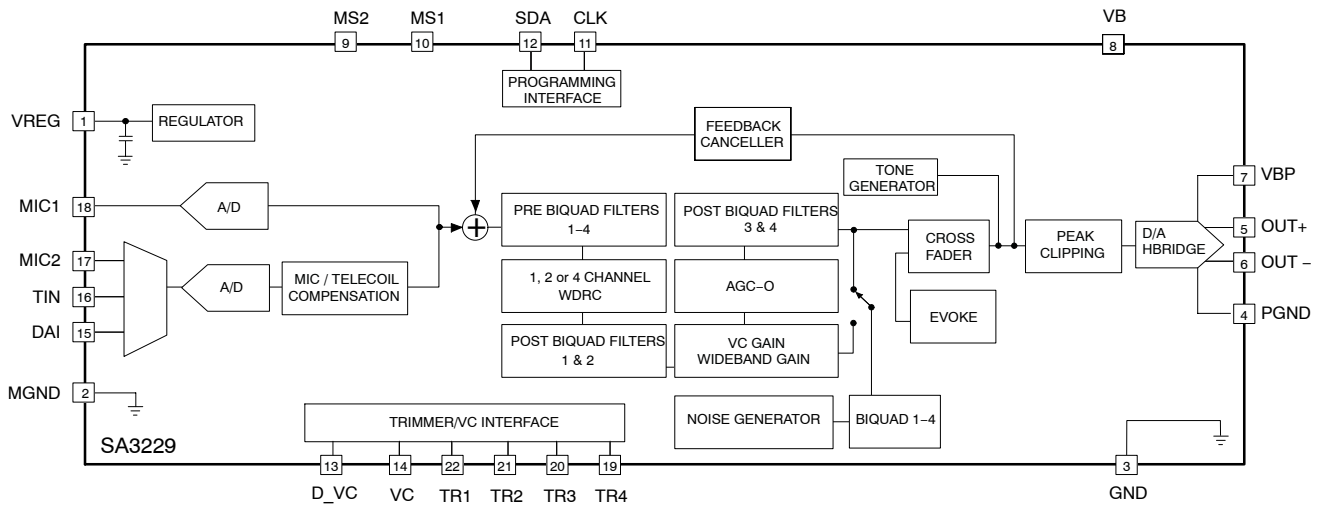 MS2 MS1 SDA CLK VB
9 10 12 11 8
PROGRAMMING
INTERFACE
VREG 1 REGULATOR
FEEDBACK
CANCELLER
TONE
GENERATOR
7 VBP
MIC1 18 A/D
PRE BIQUAD FILTERS
1–4
POST BIQUAD FILTERS
3 & 4
CROSS
FADER
PEAK
CLIPPING
D/A
HBRIDGE
5 OUT+
6 OUT –
MIC2 17
TIN 16
DAI 15
A/D
MIC / TELECOIL
COMPENSATION
+
1, 2 or 4 CHANNEL
WDRC
AGC–O
EVOKE
4 PGND
POST BIQUAD FILTERS
1 & 2
VC GAIN
WIDEBAND GAIN
MGND 2
NOISE GENERATOR
BIQUAD 1–4
TRIMMER/VC INTERFACE
SA3229
13 14 22 21 20 19 3
D_VC VC TR1 TR2 TR3 TR4 GND